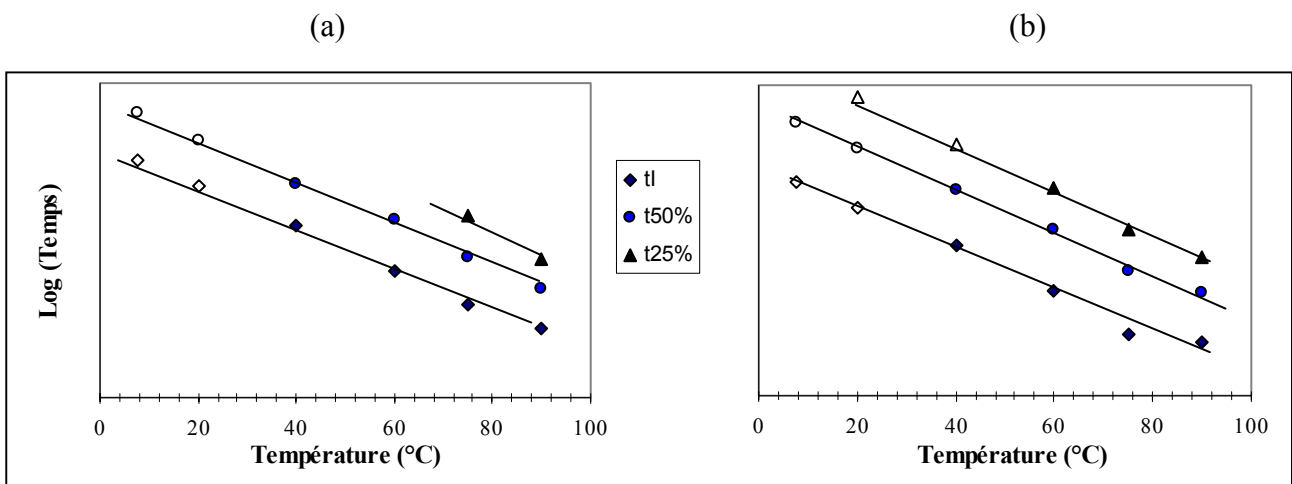 (a) (b)
Log (Temps)
tI
t50%
t25%
0 20 40 60 80 100
Température (°C)
0 20 40 60 80 100
Température (°C)